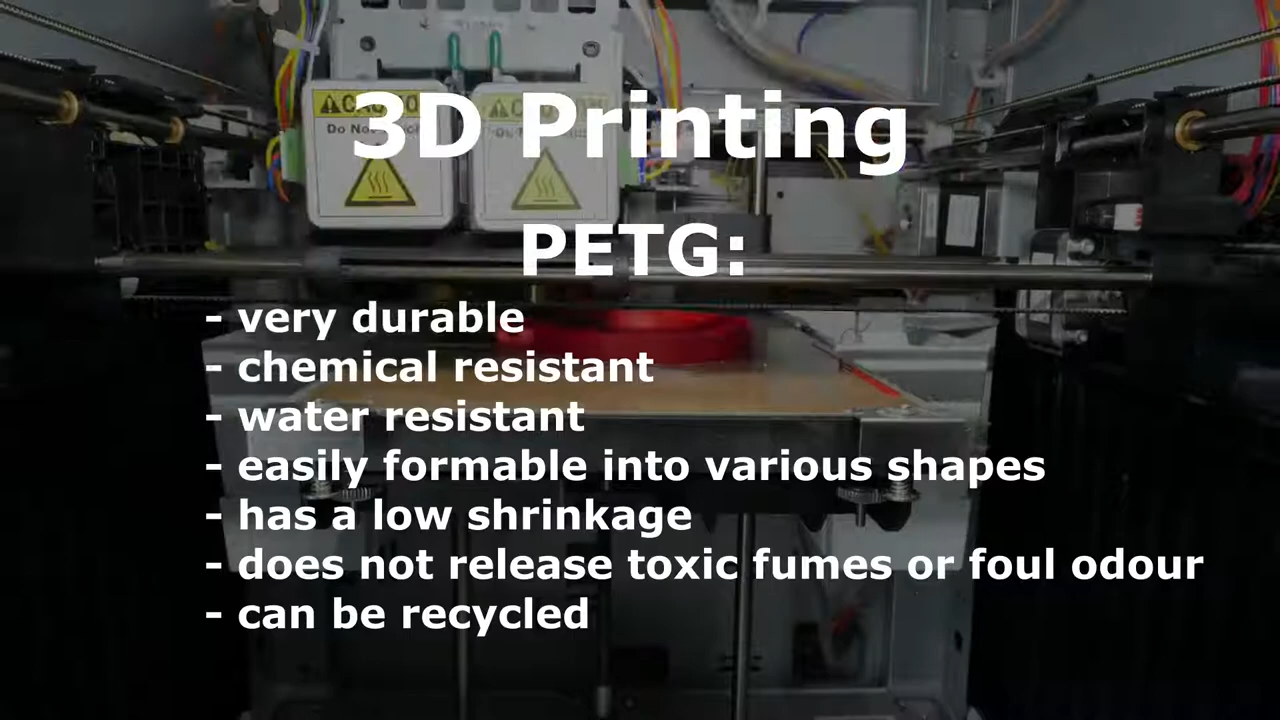 3D Printing
PETG:
- very durable
- chemical resistant
- water resistant
- easily formable into various shapes
- has a low shrinkage
- does not release toxic fumes or foul odour
- can be recycled